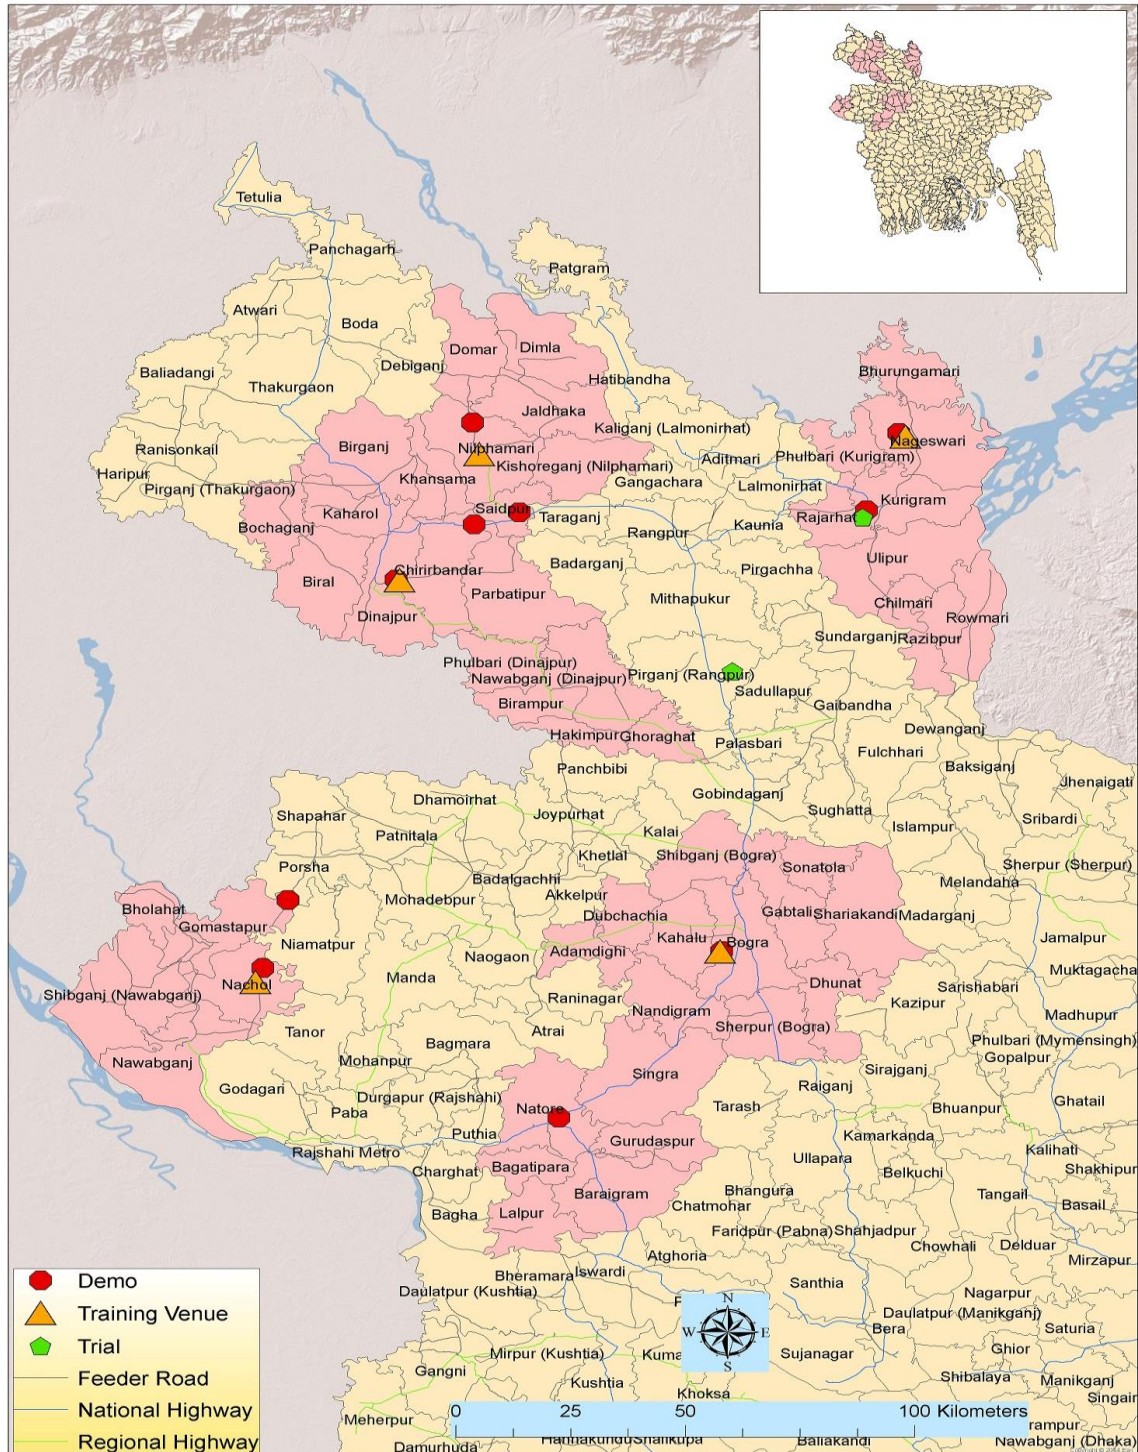 Tetulia
Panchagarh
Patgram
Atwari
Boda
Domar
Dimla
Debiganj
Baliadangi
Thakurgaon
Hatibandha
Bhurungamari
Jaldhaka
Kaliganj (Lalmonirhat)
Ranisonkail
Birganj
Nilphamari
Nageswari
Kishoreganj (Nilphamari)
Aditmari
Phulbari (Kurigram)
Haripur
Pirganj (Thakurgaon)
Khansama
Gangachara
Lalmonirhat
Kurigram
Kaharol
Saidpur
Taraganj
Rajarhat
Bochaganj
Rangpur
Kaunia
Badarganj
Ulipur
Chirirbandar
Pirgachha
Biral
Parbatipur
Mithapukur
Chilmari
Dinajpur
Rowmari
Sundarganj
Razibpur
Phulbari (Dinajpur)
Nawabganj (Dinajpur)
Pirganj (Rangpur)
Sadullapur
Birampur
Gaibandha
Hakimpur
Ghoraghat
Palasbari
Dewanganj
Fulchhari
Panchbibi
Baksiganj
Jhenaigati
Gobindaganj
Dhamoirhat
Joypurhat
Sughatta
Shapahar
Patnitala
Kalai
Islampur
Sribardi
Khetlal
Shibganj (Bogra)
Sonatola
Porsha
Sherpur (Sherpur)
Badalgachhi
Melandaha
Mohadebpur
Akkelpur
Bholahat
Gomastapur
Dubchachia
Gabtali
Shariakandi
Madarganj
Niamatpur
Kahalu
Bogra
Jamalpur
Adamdighi
Naogaon
Manda
Muktagacha
Nachol
Dhunat
Sarishabari
Shibganj (Nawabganj)
Raninagar
Kazipur
Nandigram
Madhupur
Tanor
Atrai
Sherpur (Bogra)
Bagmara
Phulbari (Mymensingh)
Nawabganj
Mohanpur
Gopalpur
Godagari
Singra
Sirajganj
Raiganj
Durgapur (Rajshahi)
Ghatail
Paba
Natore
Tarash
Bhuanpur
Puthia
Kamarkanda
Gurudaspur
Rajshahi Metro
Kalihati
Ullapara
Charghat
Bagatipara
Belkuchi
Shakhipur
Baraigram
Bhangura
Tangail
Lalpur
Chatmohar
Basail
Bagha
Faridpur (Pabna)
Shahjadpur
Chowhali
Delduar
Atghoria
Mirzapur
Bheramara
Iswardi
Santhia
Daulatpur (Kushtia)
Nagarpur
Daulatpur (Manikganj)
Bera
Saturia
Mirpur (Kushtia)
Sujanagar
Ghior
Gangni
Shibalaya
Manikganj
Kushtia
Khoksa
Singair
Meherpur
Damurhuda
Baliakandi
Nawabganj (Dhaka)
N
W E
S
0 25 50 100 Kilometers
Demo
Training Venue
Trial
Feeder Road
National Highway
Regional Highway